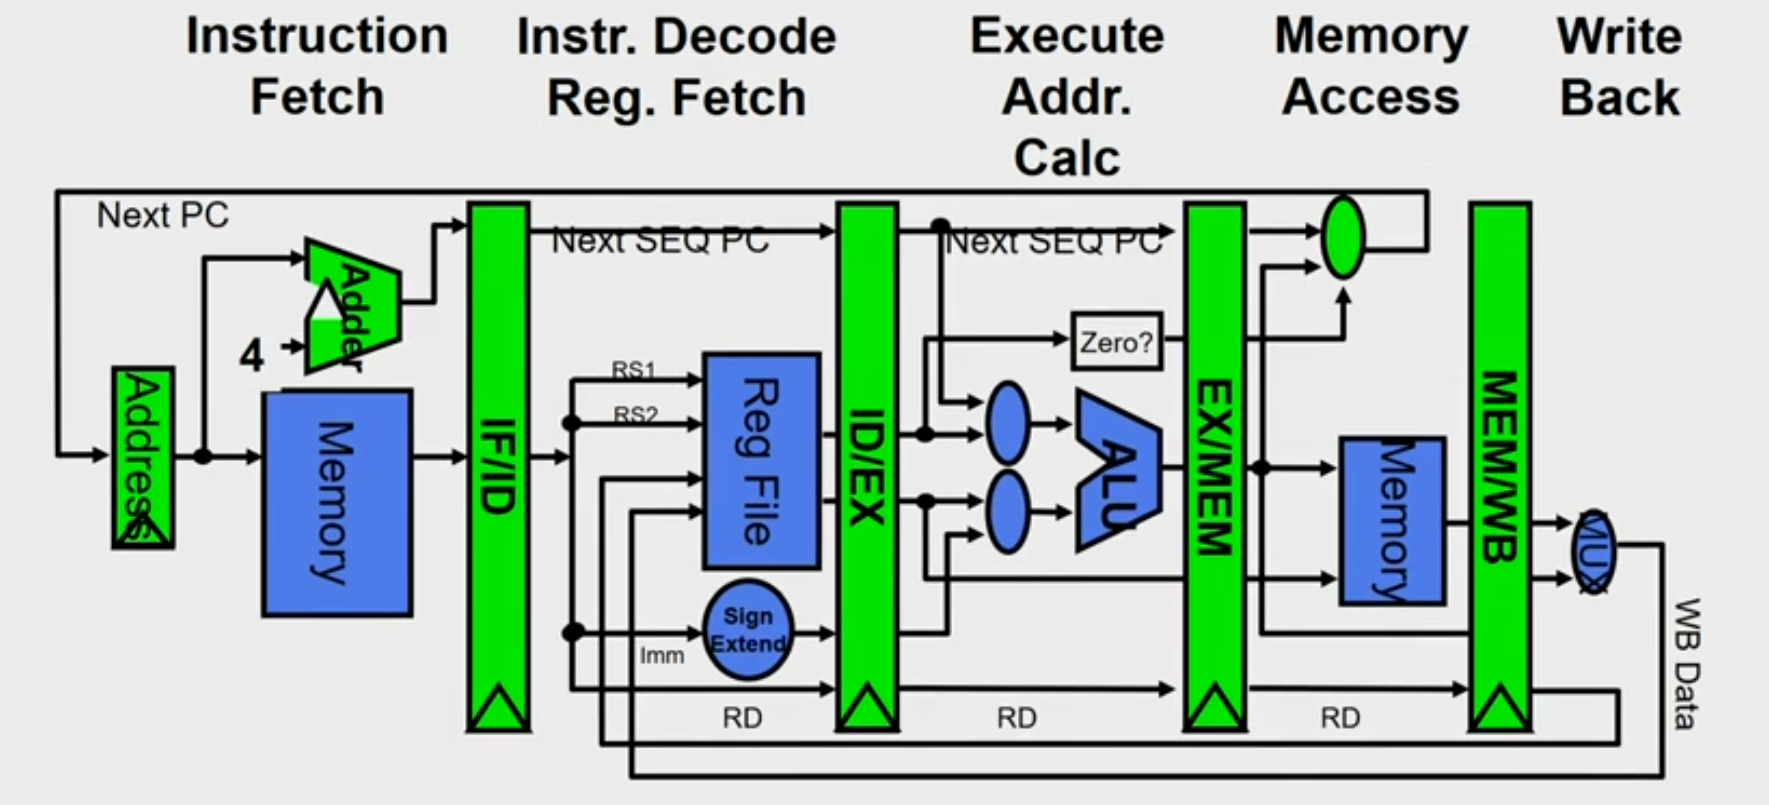 Instruction
Fetch
Instr. Decode
Reg. Fetch
Execute
Addr.
Calc
Memory
Access
Write
Back
Next PC
Adder
4
Address
Memory
IF/ID
Next SEQ PC
RS1
RS2
Reg File
Sign
Extend
Imm
RD
ID/EX
Next SEQ PC
Zero?
ALU
RD
EX/MEM
Memory
RD
MEM/WB
MUX
WB Data